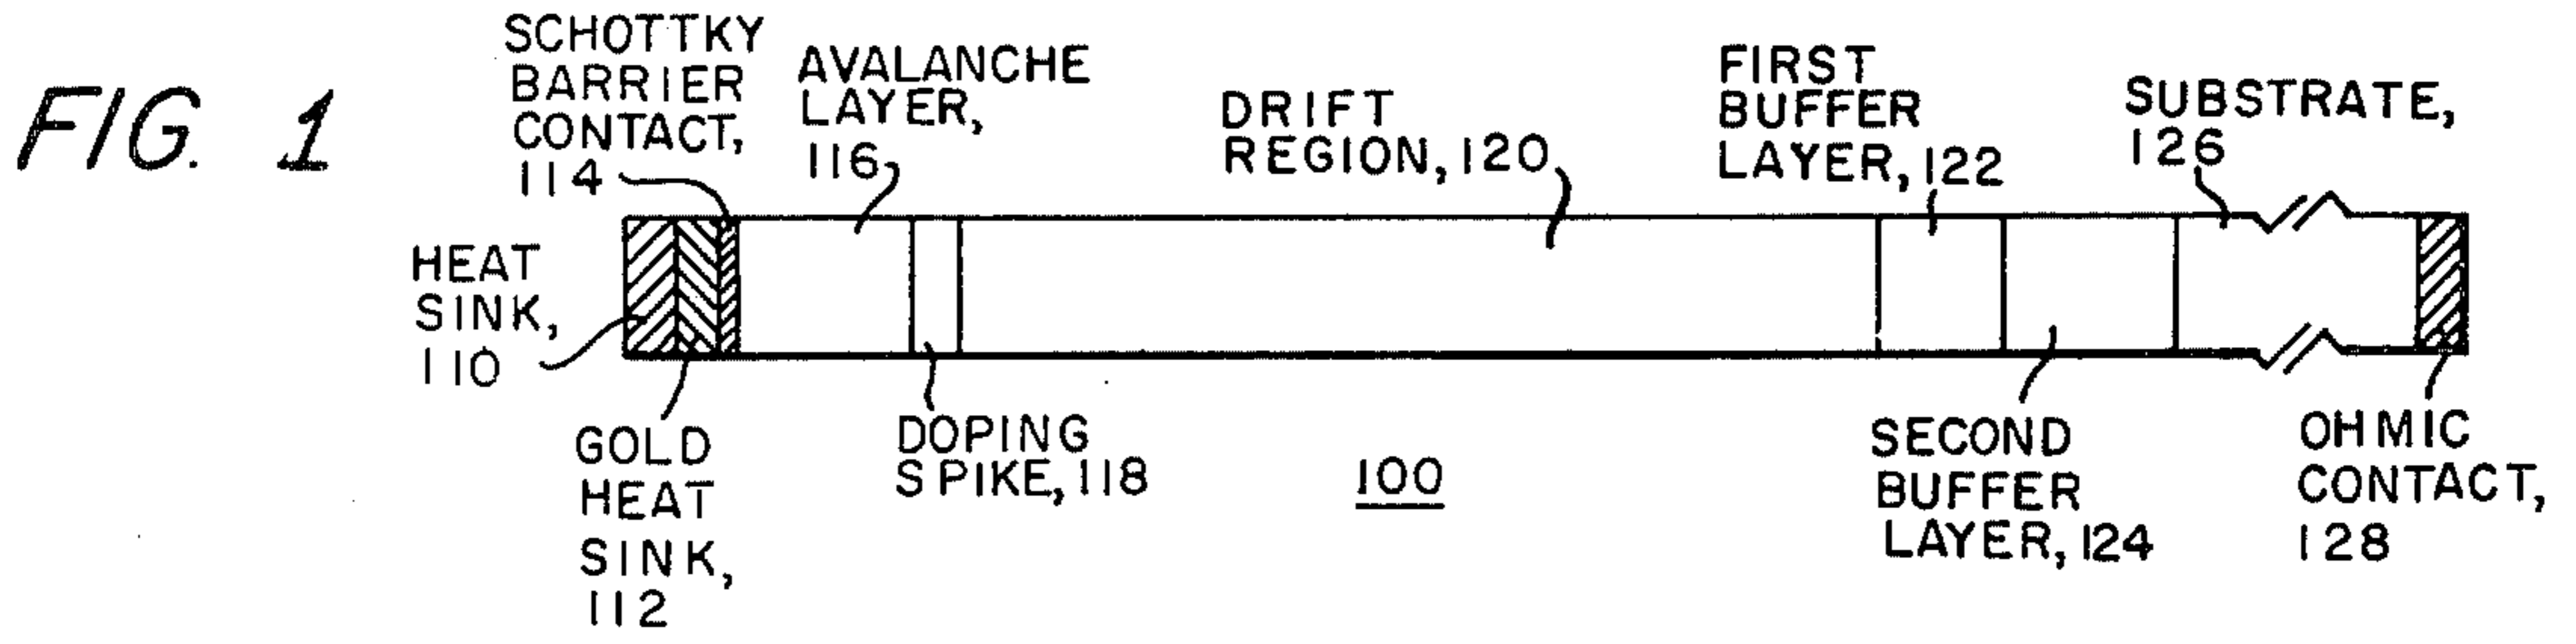 FIG. 1
SCHOTTKY
BARRIER
CONTACT,
114
AVALANCHE
LAYER,
116
DRIFT
REGION, 120
FIRST
BUFFER
LAYER, 122
SUBSTRATE,
126
HEAT
SINK,
110
GOLD
HEAT
SINK,
112
DOPING
SPIKE, 118
100
SECOND
BUFFER
LAYER, 124
OHMIC
CONTACT,
128